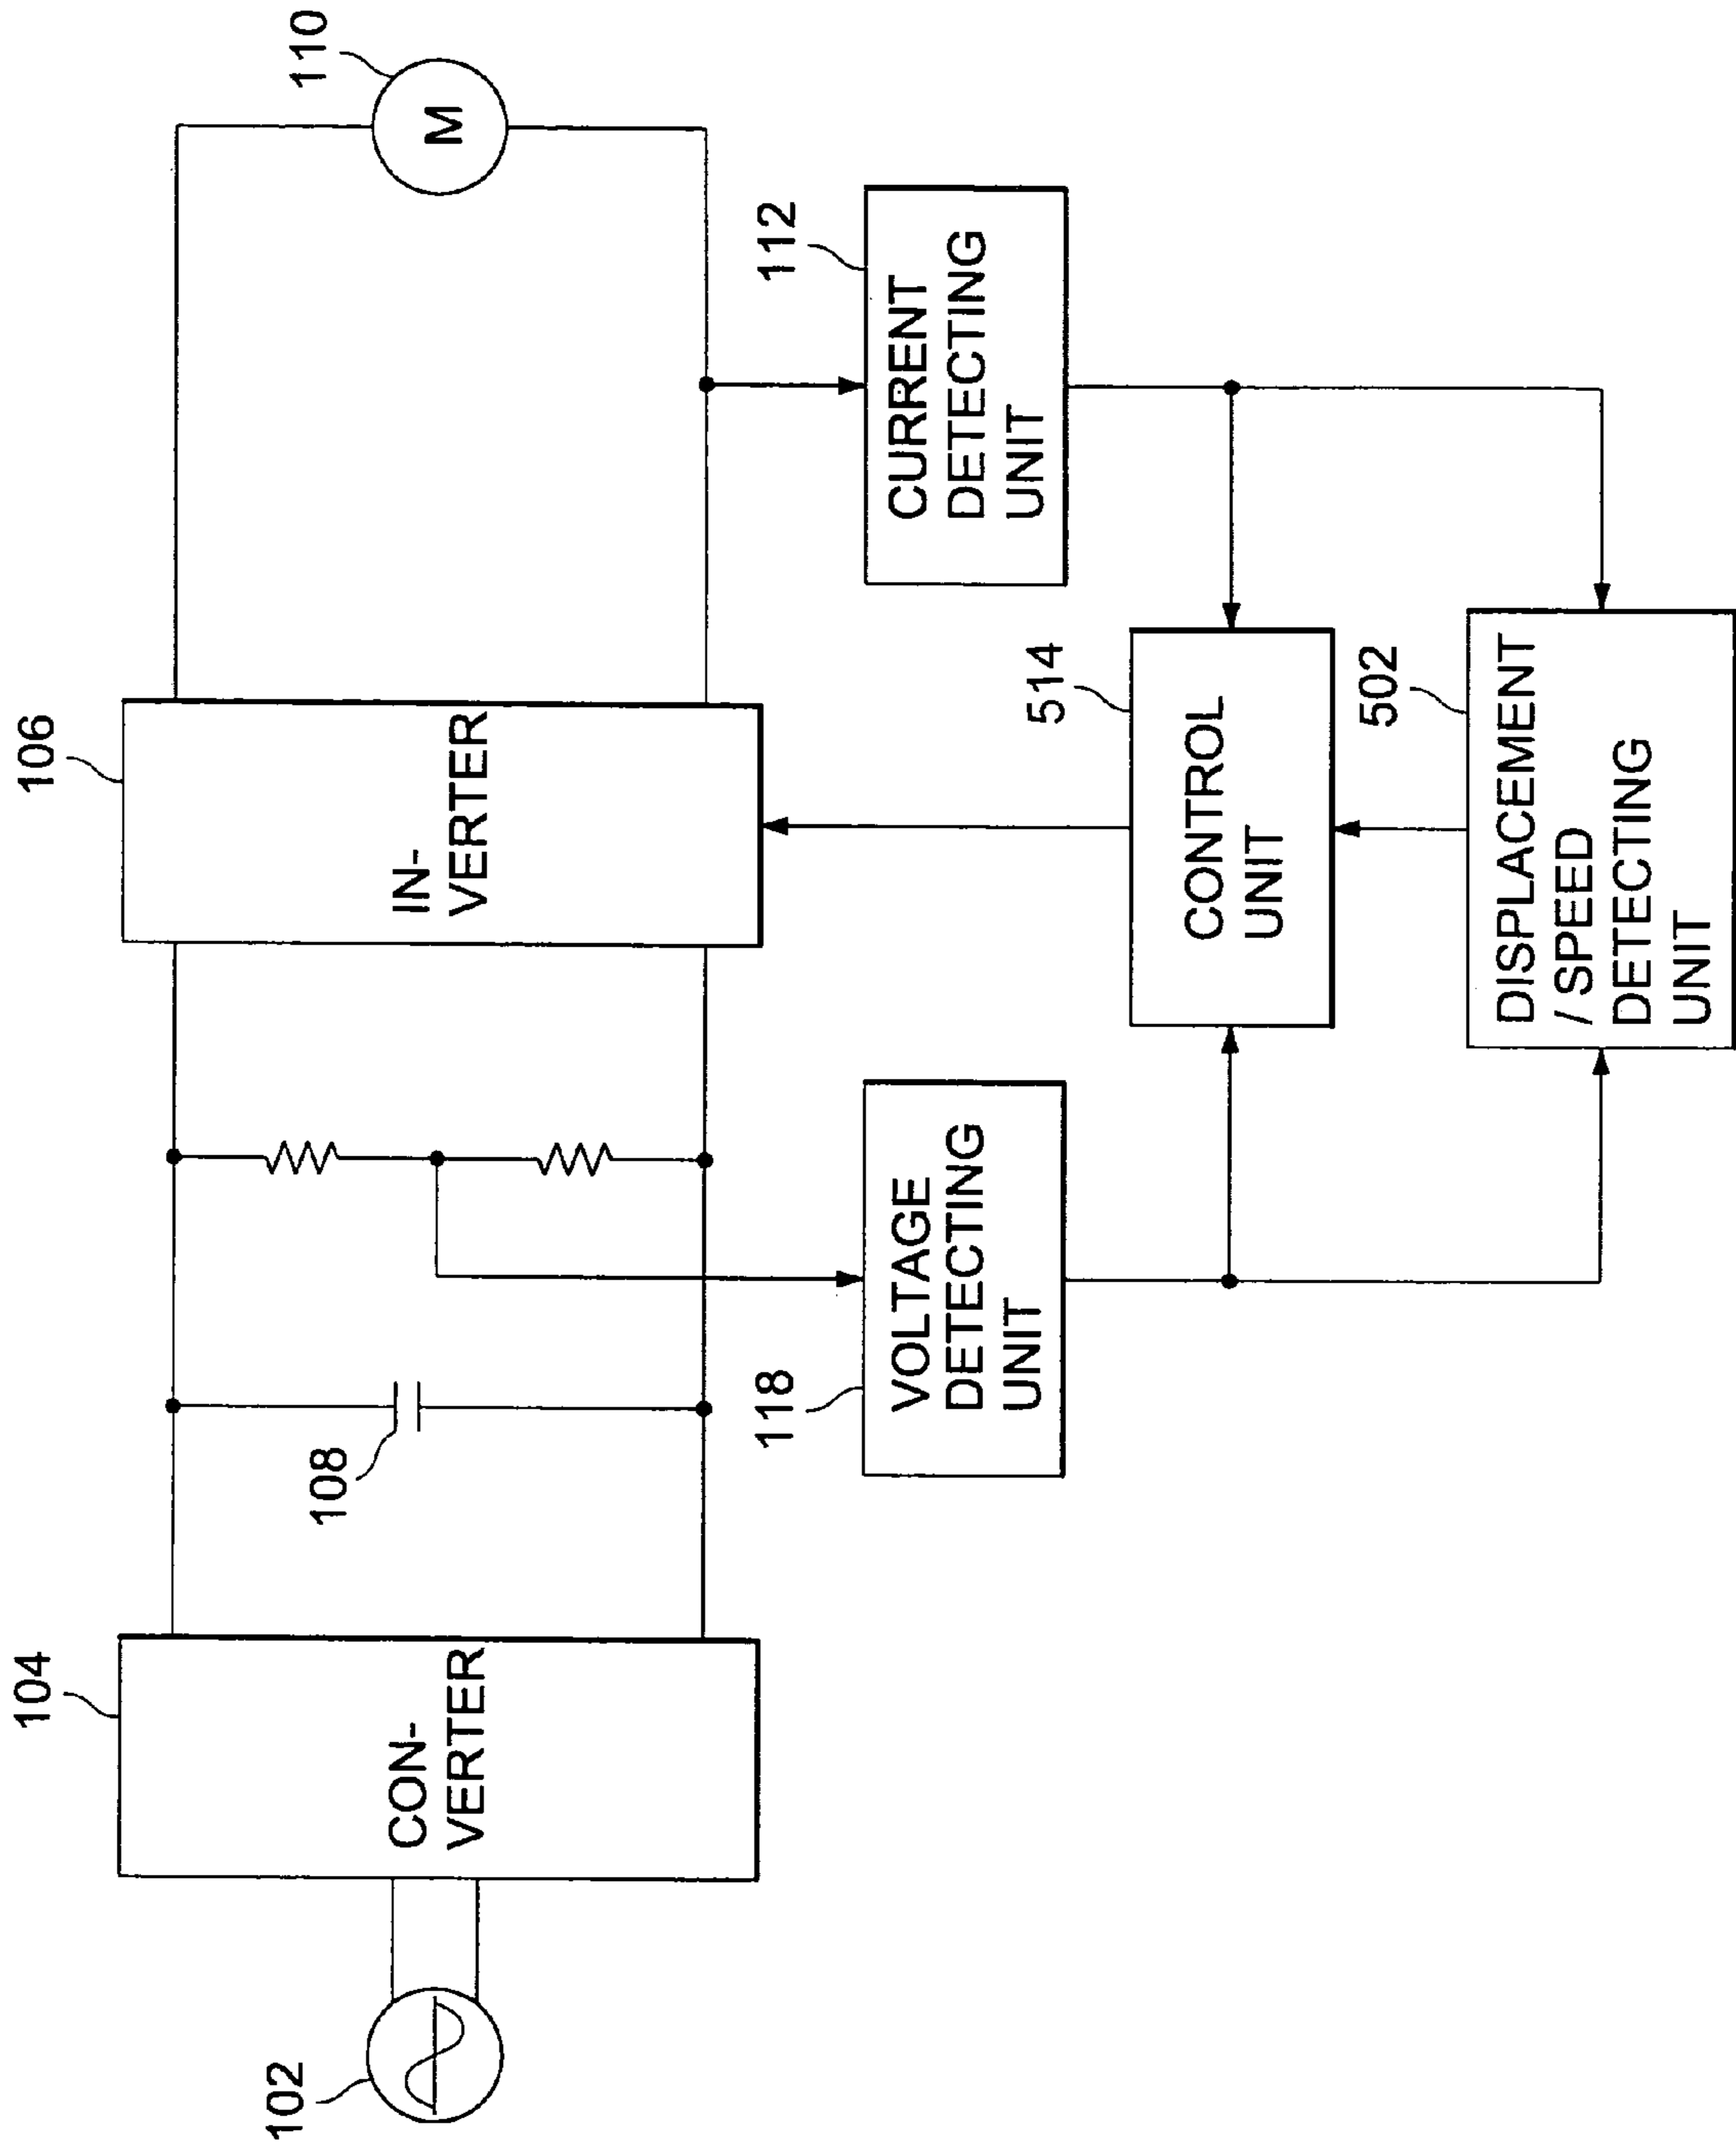 104
106
110
M
CON-
VERTER
IN-
VERTER
102
108
118
VOLTAGE
DETECTING
UNIT
112
CURRENT
DETECTING
UNIT
514
CONTROL
UNIT
502
DISPLACEMENT
/ SPEED
DETECTING
UNIT